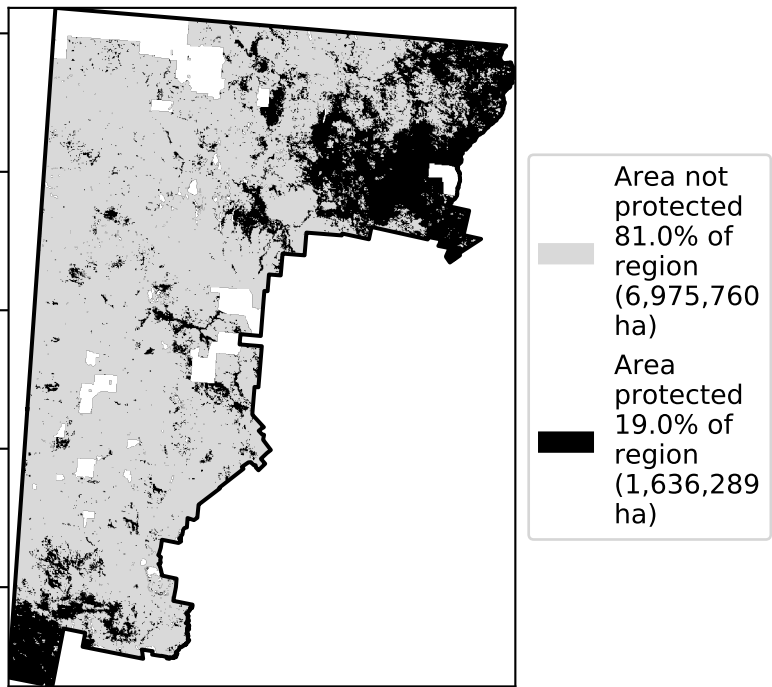 Area not
protected
81.0% of
region
(6,975,760
ha)
Area
protected
19.0% of
region
(1,636,289
ha)